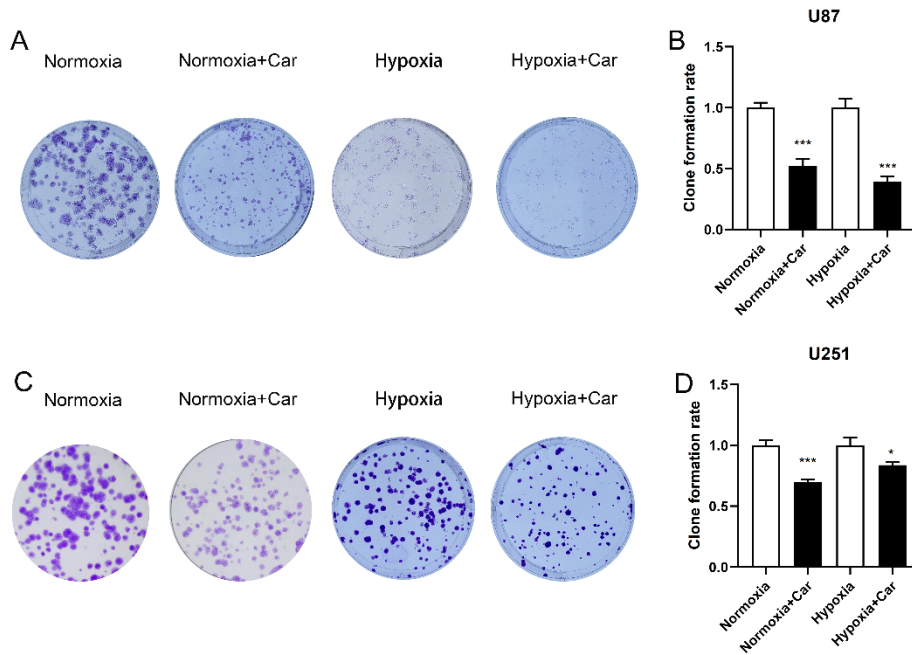 A
Normoxia
Normoxia+Car
Hypoxia
Hypoxia+Car
B
U87
Clone formation rate
1.5
1.0
0.5
0.0
***
***
Normoxia
Normoxia+Car
Hypoxia
Hypoxia+Car
C
Normoxia
Normoxia+Car
Hypoxia
Hypoxia+Car
D
U251
Clone formation rate
1.5
1.0
0.5
0.0
***
*
Normoxia
Normoxia+Car
Hypoxia
Hypoxia+Car